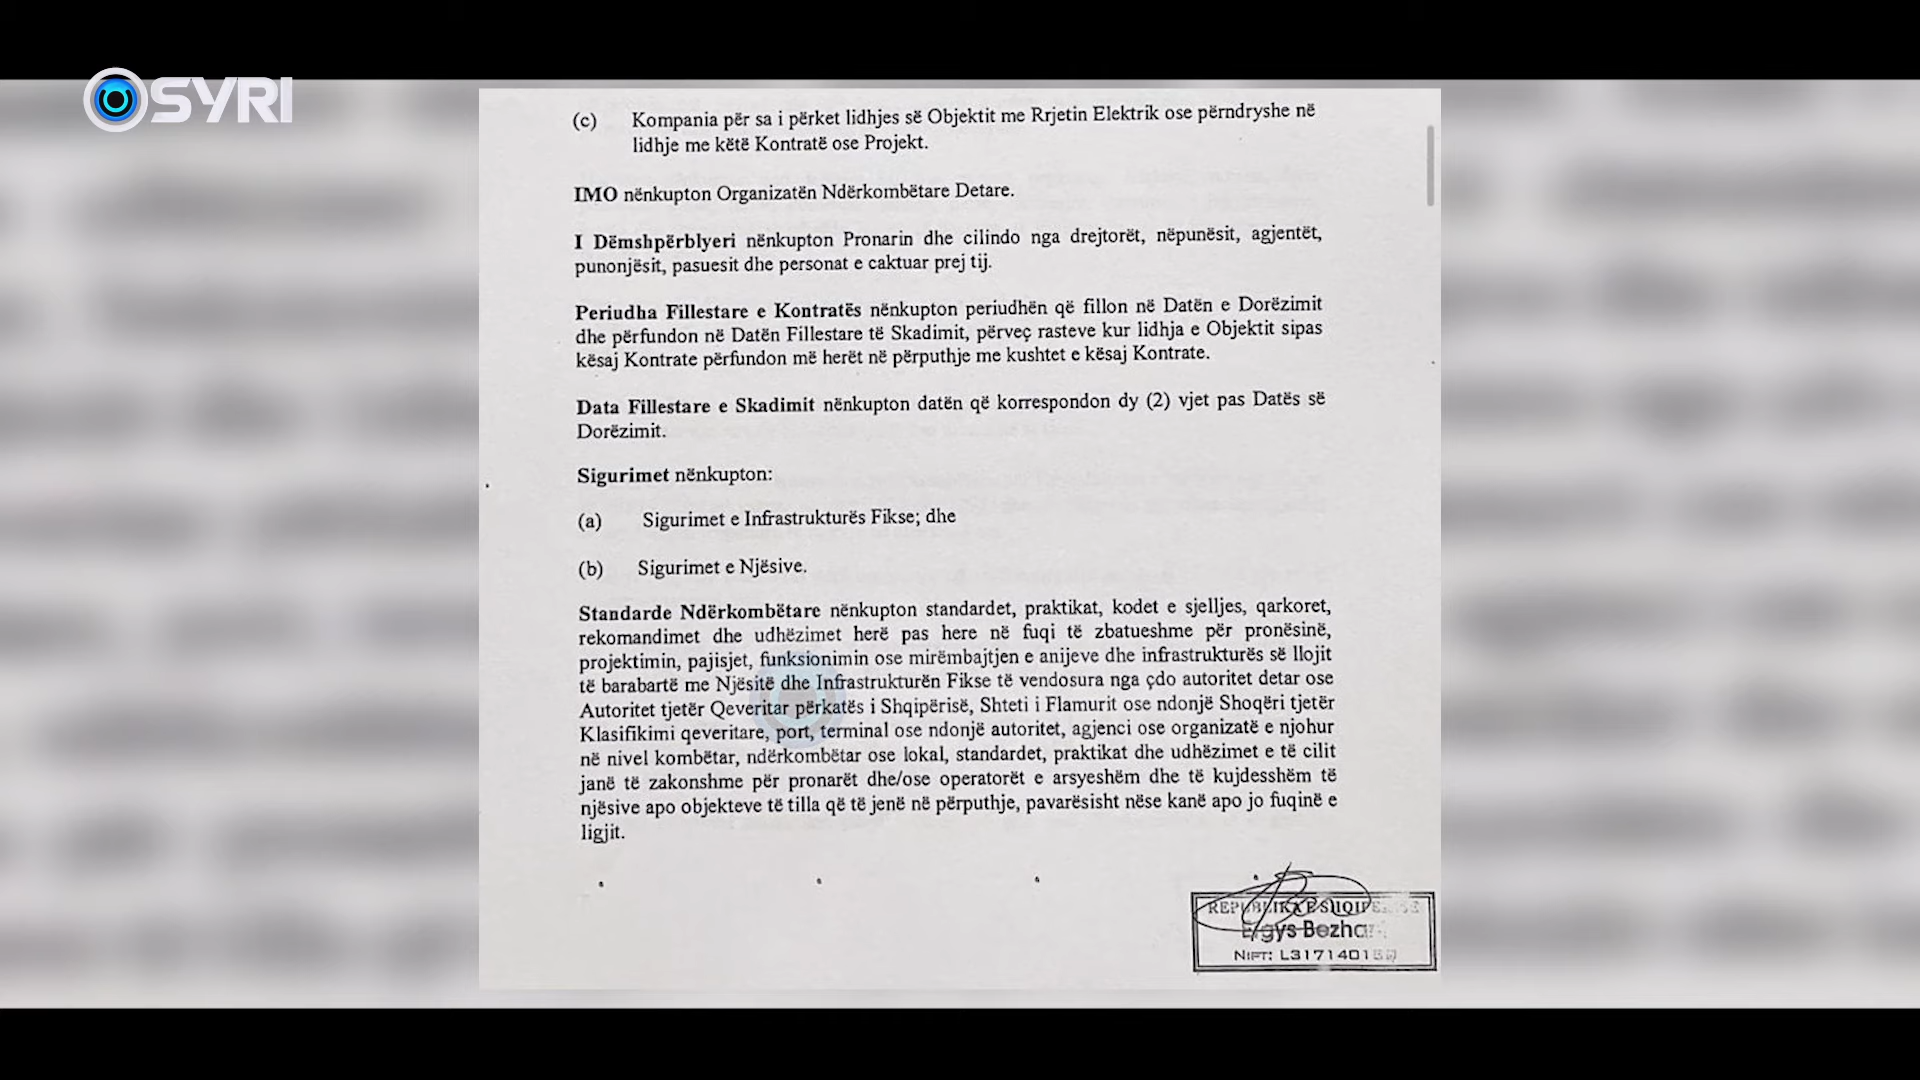 SYRI
(c) Kompania për sa i përket lidhjes së Objektit me Rrjetin Elektrik ose përndryshe në
lidhje me këtë Kontratë ose Projekt.
IMO nënkupton Organizatën Ndërkombëtare Detare.
I Dëmshpërblyeri nënkupton Pronarin dhe cilindo nga drejtorët, nëpunësit, agjentët,
punonjësit, pasuesit dhe personat e caktuar prej tij.
Periudha Fillestare e Kontratës nënkupton periudhën që fillon në Datën e Dorëzimit
dhe përfundon në Datën Fillestare të Skadimit, përveç rasteve kur lidhja e Objektit sipas
kësaj Kontrate përfundon më herët në përputhje me kushtet e kësaj Kontrate.
Data Fillestare e Skadimit nënkupton datën që korrespondon dy (2) vjet pas Datës së
Dorëzimit.
Sigurimet nënkupton:
(a) Sigurimet e Infrastrukturës Fikse; dhe
(b) Sigurimet e Njësive.
Standarde Ndërkombëtare nënkupton standardet, praktikat, kodet e sjelljes, qarkoret,
rekomandimet dhe udhëzimet herë pas here në fuqi të zbatueshme për pronësinë,
projektimin, pajisjet, funksionimin ose mirëmbajtjen e anijeve dhe infrastrukturës së llojit
të barabartë me Njësitë dhe Infrastrukturën Fikse të vendosura nga çdo autoritet detar ose
Autoritet tjetër Qeveritar përkatës i Shqipërisë, Shteti i Flamurit ose ndonjë Shoqëri tjetër
Klasifikimi qeveritare, port, terminal ose ndonjë autoritet, agjenci ose organizatë e njohur
në nivel kombëtar, ndërkombëtar ose lokal, standardet, praktikat dhe udhëzimet e të cilit
janë të zakonshme për pronarët dhe/ose operatorët e arsyeshëm dhe të kujdesshëm të
njësive apo objekteve të tilla që të jenë në përputhje, pavarësisht nëse kanë apo jo fuqinë e
ligjit.
REPUBLIKA E
Ergys
NIPT: